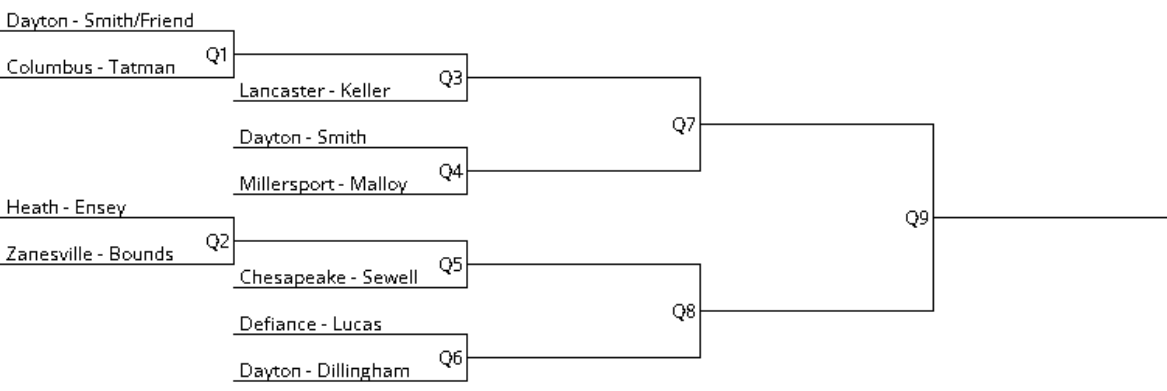 Dayton - Smith/Friend
Q1
Columbus - Tatman
Q3
Lancaster - Keller
Q7
Dayton - Smith
Q4
Millersport - Malloy
Heath - Ensey
Q9
Q2
Zanesville - Bounds
Q5
Chesapeake - Sewell
Q8
Defiance - Lucas
Q6
Dayton - Dillingham